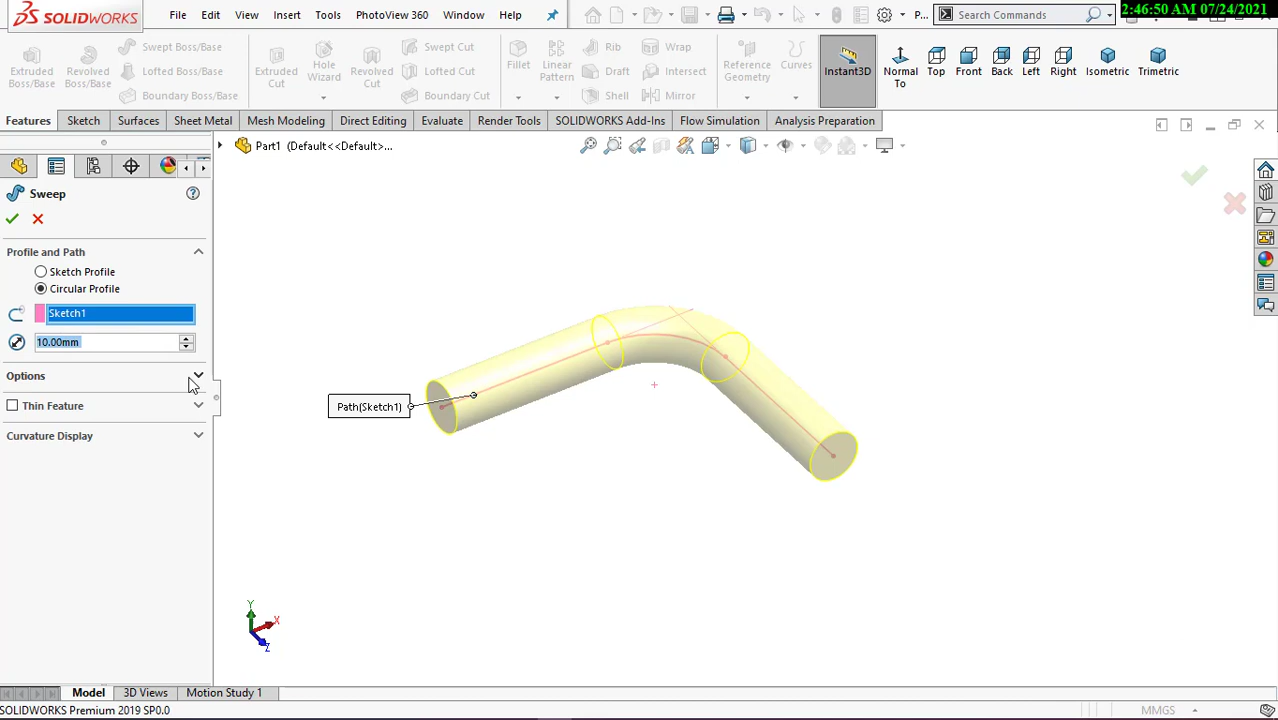 SOLIDWORKS File Edit View Insert Tools PhotoView 360 Window Help P... Search Commands 2:46:50 AM 07/24/2021
Extruded Boss/Base
Revolved Boss/Base
Swept Boss/Base
Lofted Boss/Base
Boundary Boss/Base
Extruded Cut
Hole Wizard
Revolved Cut
Swept Cut
Lofted Cut
Boundary Cut
Fillet
Linear Pattern
Rib
Draft
Shell
Wrap
Intersect
Mirror
Reference Geometry
Curves
Instant3D
Normal To
Top
Front
Back
Left
Right
Isometric
Trimetric
Features Sketch Surfaces Sheet Metal Mesh Modeling Direct Editing Evaluate Render Tools SOLIDWORKS Add-Ins Flow Simulation Analysis Preparation
Part1 (Default<<Default>...
Sweep
Profile and Path
Sketch Profile
Circular Profile
Sketch1
10.00mm
Options
Thin Feature
Curvature Display
Path(Sketch1)
Y
X
Z
Model 3D Views Motion Study 1
SOLIDWORKS Premium 2019 SP0.0 MMGS